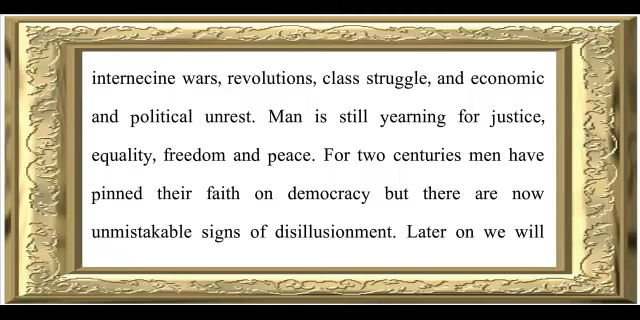 internecine wars, revolutions, class struggle, and economic
and political unrest. Man is still yearning for justice,
equality, freedom and peace. For two centuries men have
pinned their faith on democracy but there are now
unmistakable signs of disillusionment. Later on we will